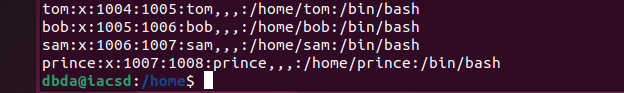 tom:x:1004:1005:tom,,,:/home/tom:/bin/bash
bob:x:1005:1006:bob,,,:/home/bob:/bin/bash
sam:x:1006:1007:sam,,,:/home/sam:/bin/bash
prince:x:1007:1008:prince,,,:/home/prince:/bin/bash
dbda@iacsd:/home$